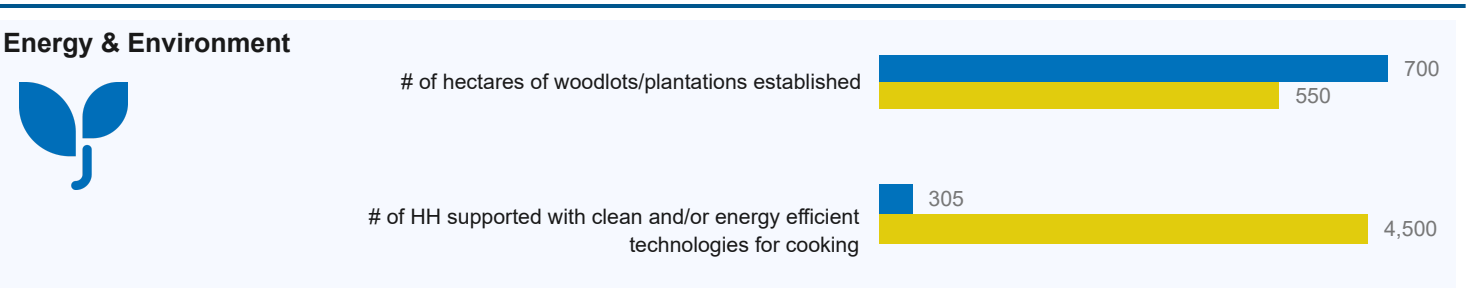 Energy & Environment
# of hectares of woodlots/plantations established
700
550
# of HH supported with clean and/or energy efficient
technologies for cooking
305
4,500